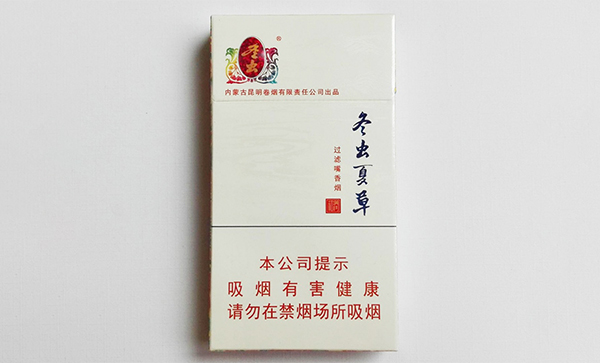 冬虫
内蒙古昆明卷烟有限责任公司出品
冬虫夏草
过滤嘴香烟
本公司提示
吸烟有害健康
请勿在禁烟场所吸烟